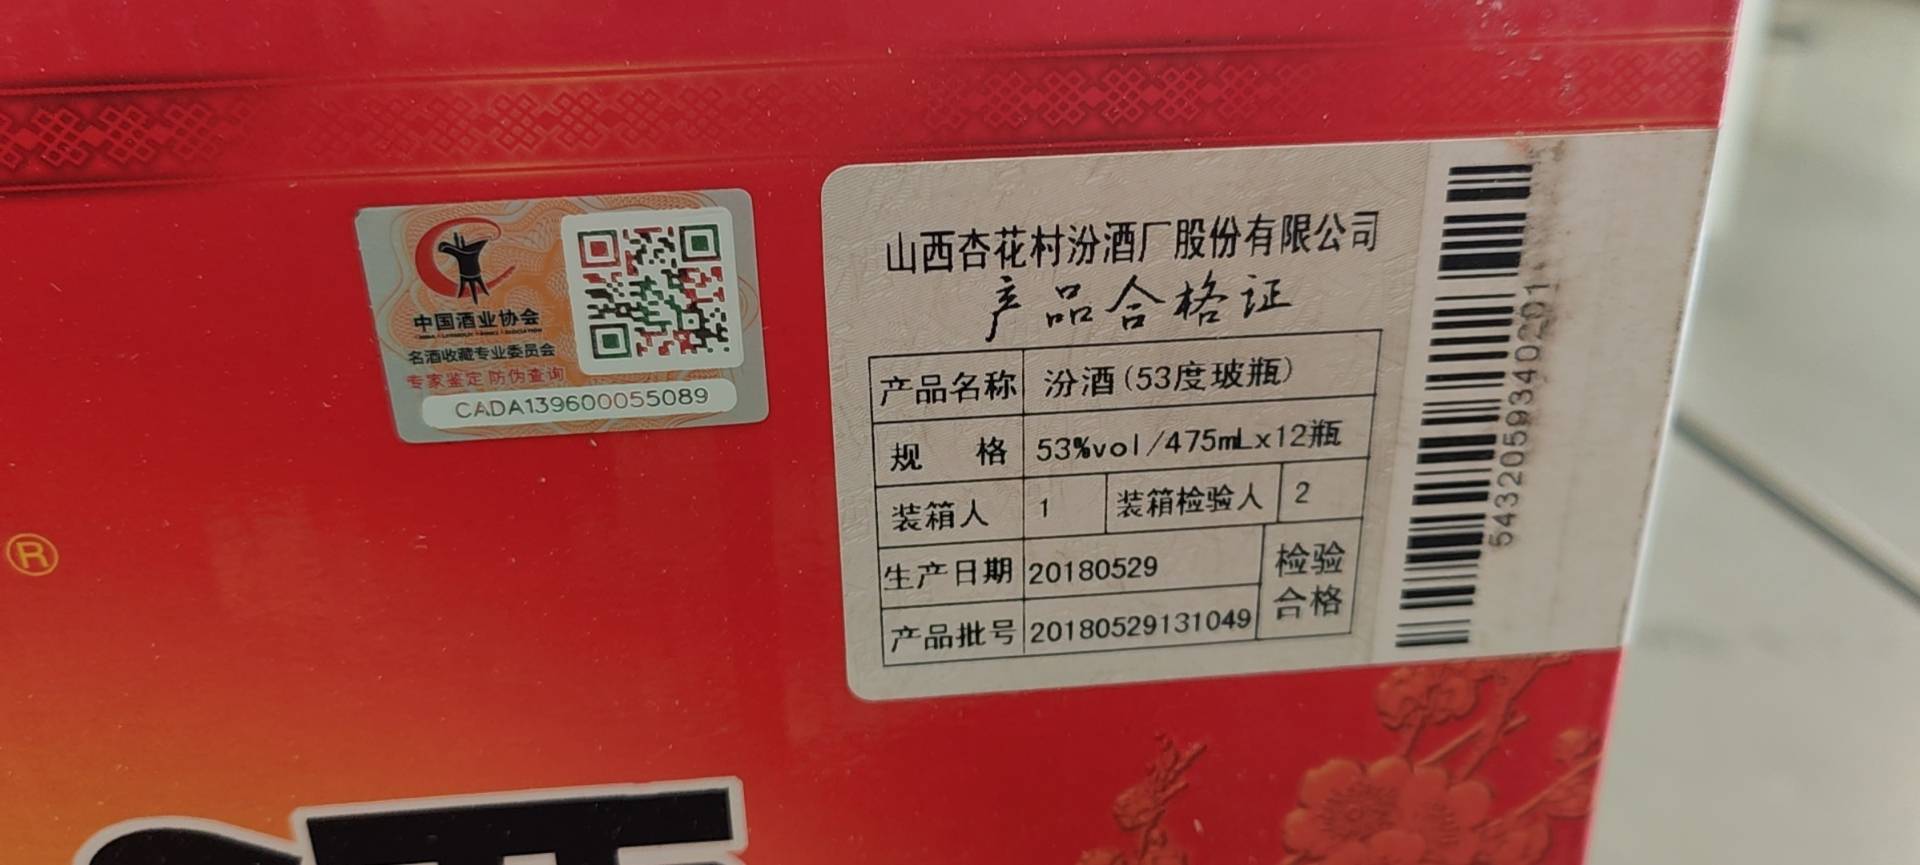 中国酒业协会
名酒收藏专业委员会
专家鉴定 防伪查询
CADA139600055089
®
山西杏花村汾酒厂股份有限公司
产品合格证
产品名称 汾酒(53度玻瓶)
规 格 53%vol/475mLx12瓶
装箱人 1 装箱检验人 2
生产日期 20180529 检验
合格
产品批号 20180529131049